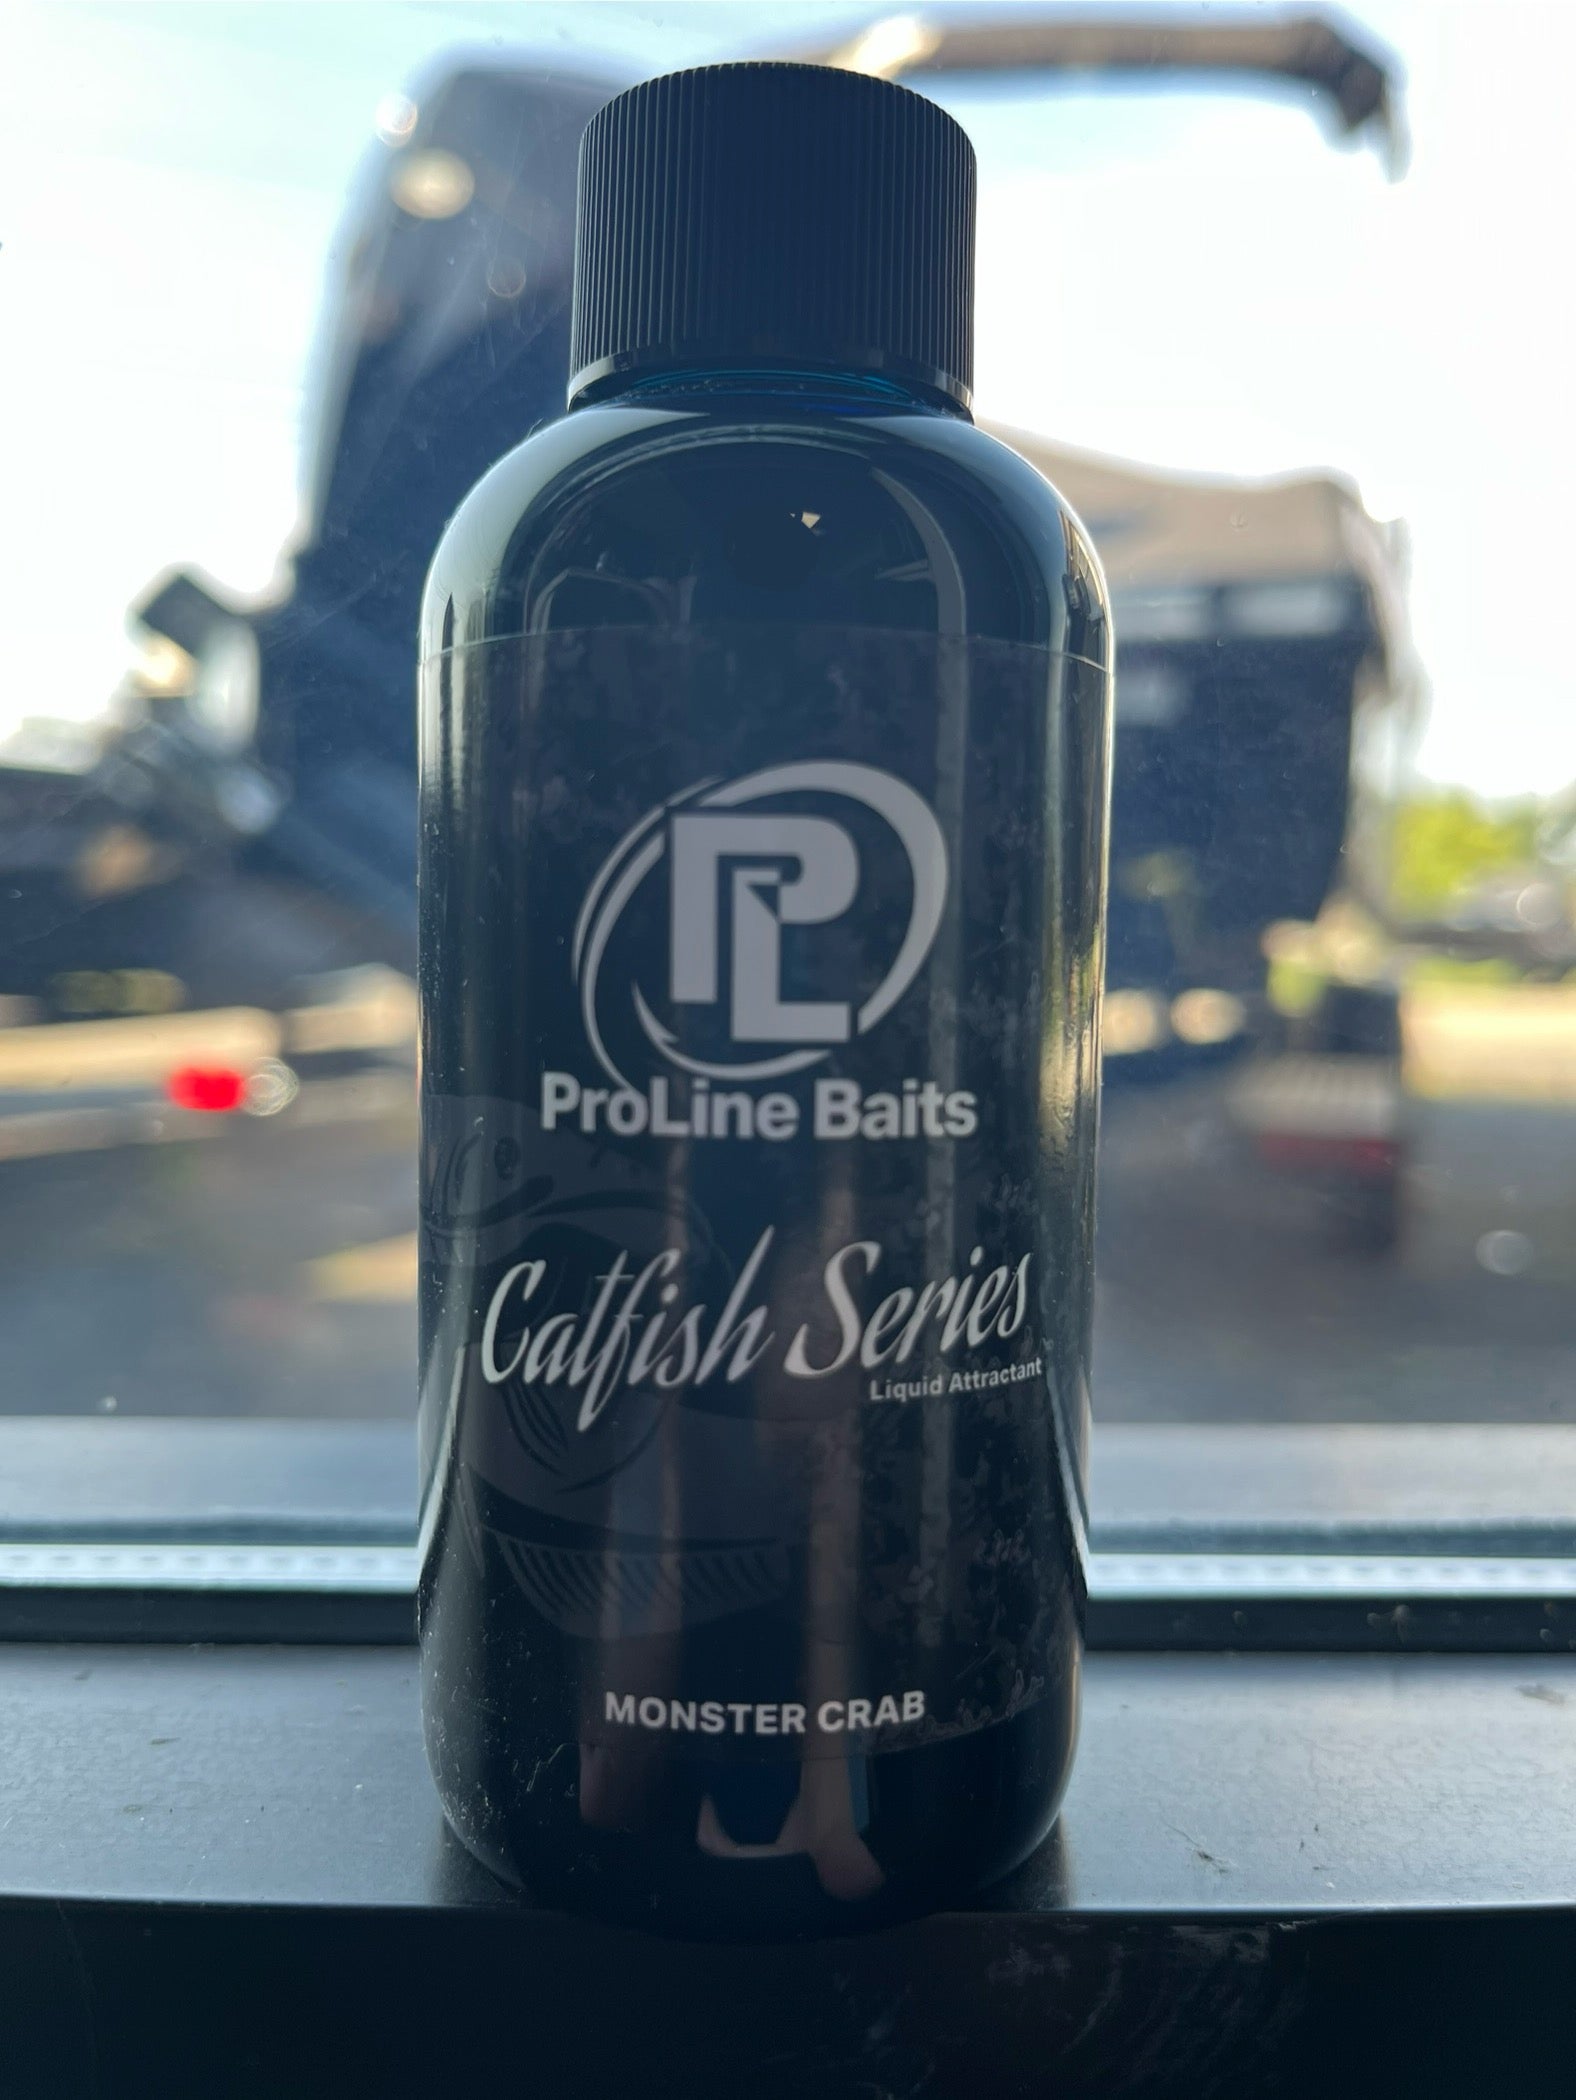 PL
ProLine Baits
Catfish Series
Liquid Attractant
MONSTER CRAB